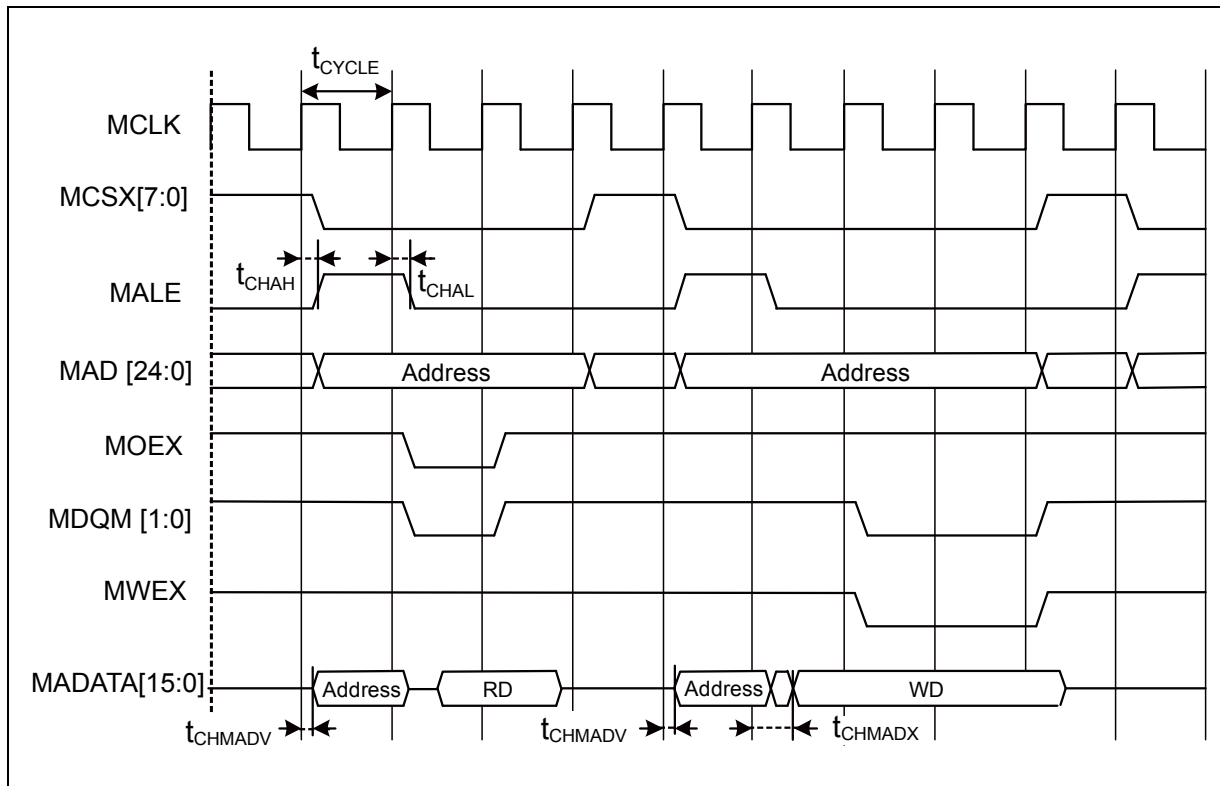 tCYCLE
MCLK
MCSX[7:0]
tCHAH
tCHAL
MALE
MAD [24:0]
Address
Address
MOEX
MDQM [1:0]
MWEX
MADATA[15:0]
Address
RD
Address
WD
tCHMADV
tCHMADV
tCHMADX